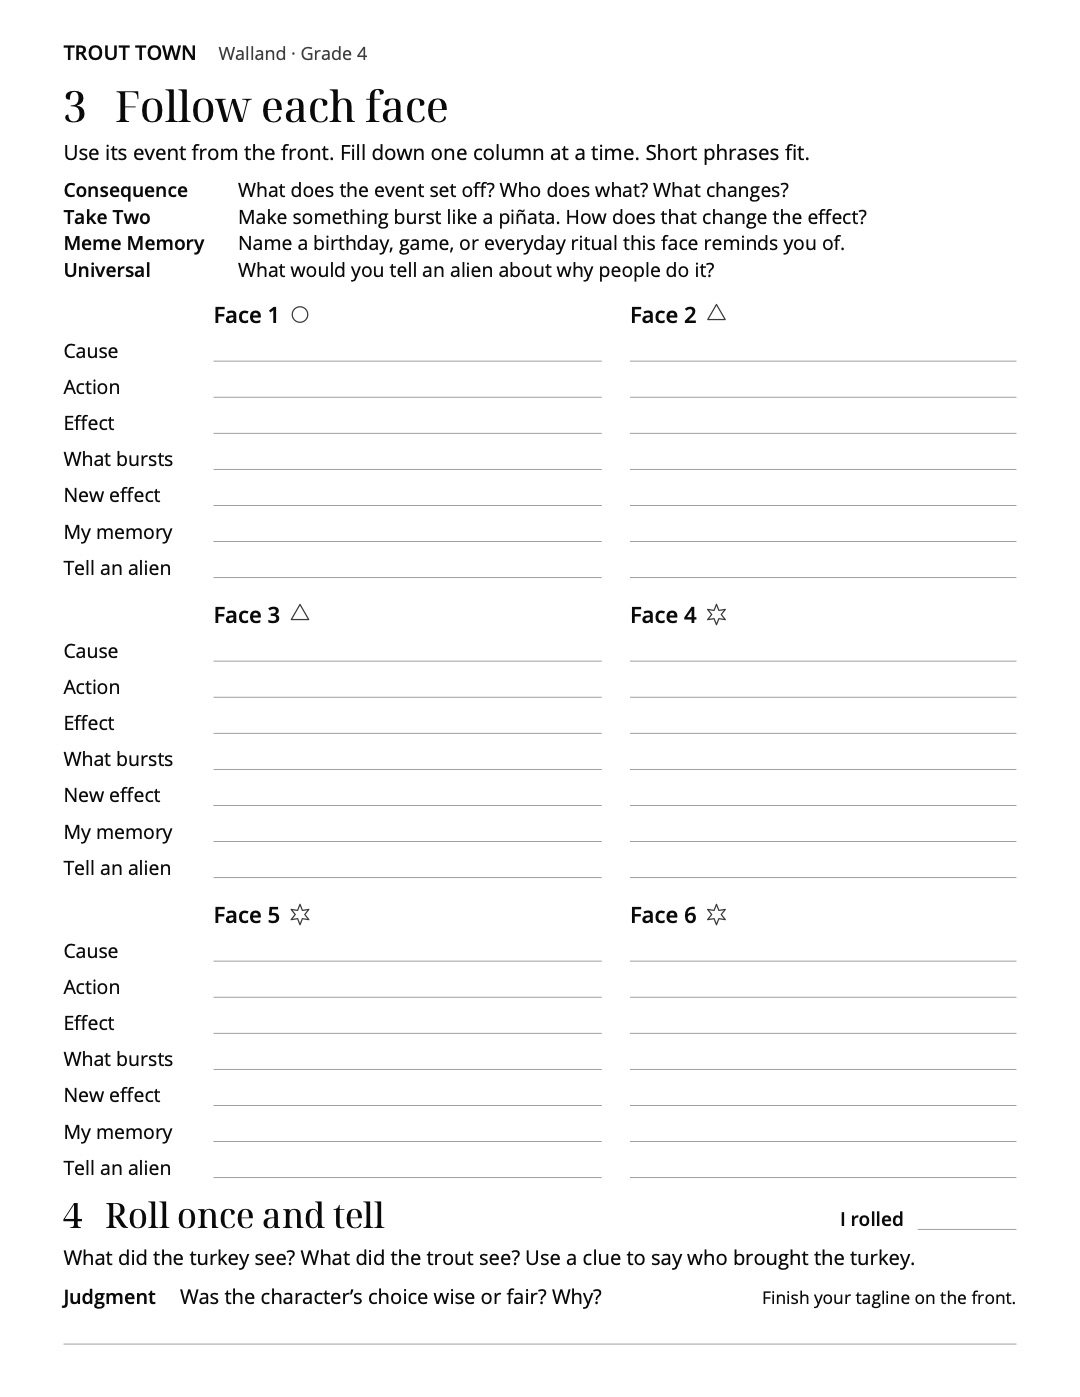 TROUT TOWN Walland · Grade 4
3 Follow each face
Use its event from the front. Fill down one column at a time. Short phrases fit.
Consequence What does the event set off? Who does what? What changes?
Take Two Make something burst like a piñata. How does that change the effect?
Meme Memory Name a birthday, game, or everyday ritual this face reminds you of.
Universal What would you tell an alien about why people do it?
Face 1 Face 2
Cause
Action
Effect
What bursts
New effect
My memory
Tell an alien
Face 3 Face 4
Cause
Action
Effect
What bursts
New effect
My memory
Tell an alien
Face 5 Face 6
Cause
Action
Effect
What bursts
New effect
My memory
Tell an alien
4 Roll once and tell I rolled
What did the turkey see? What did the trout see? Use a clue to say who brought the turkey.
Judgment Was the character’s choice wise or fair? Why? Finish your tagline on the front.